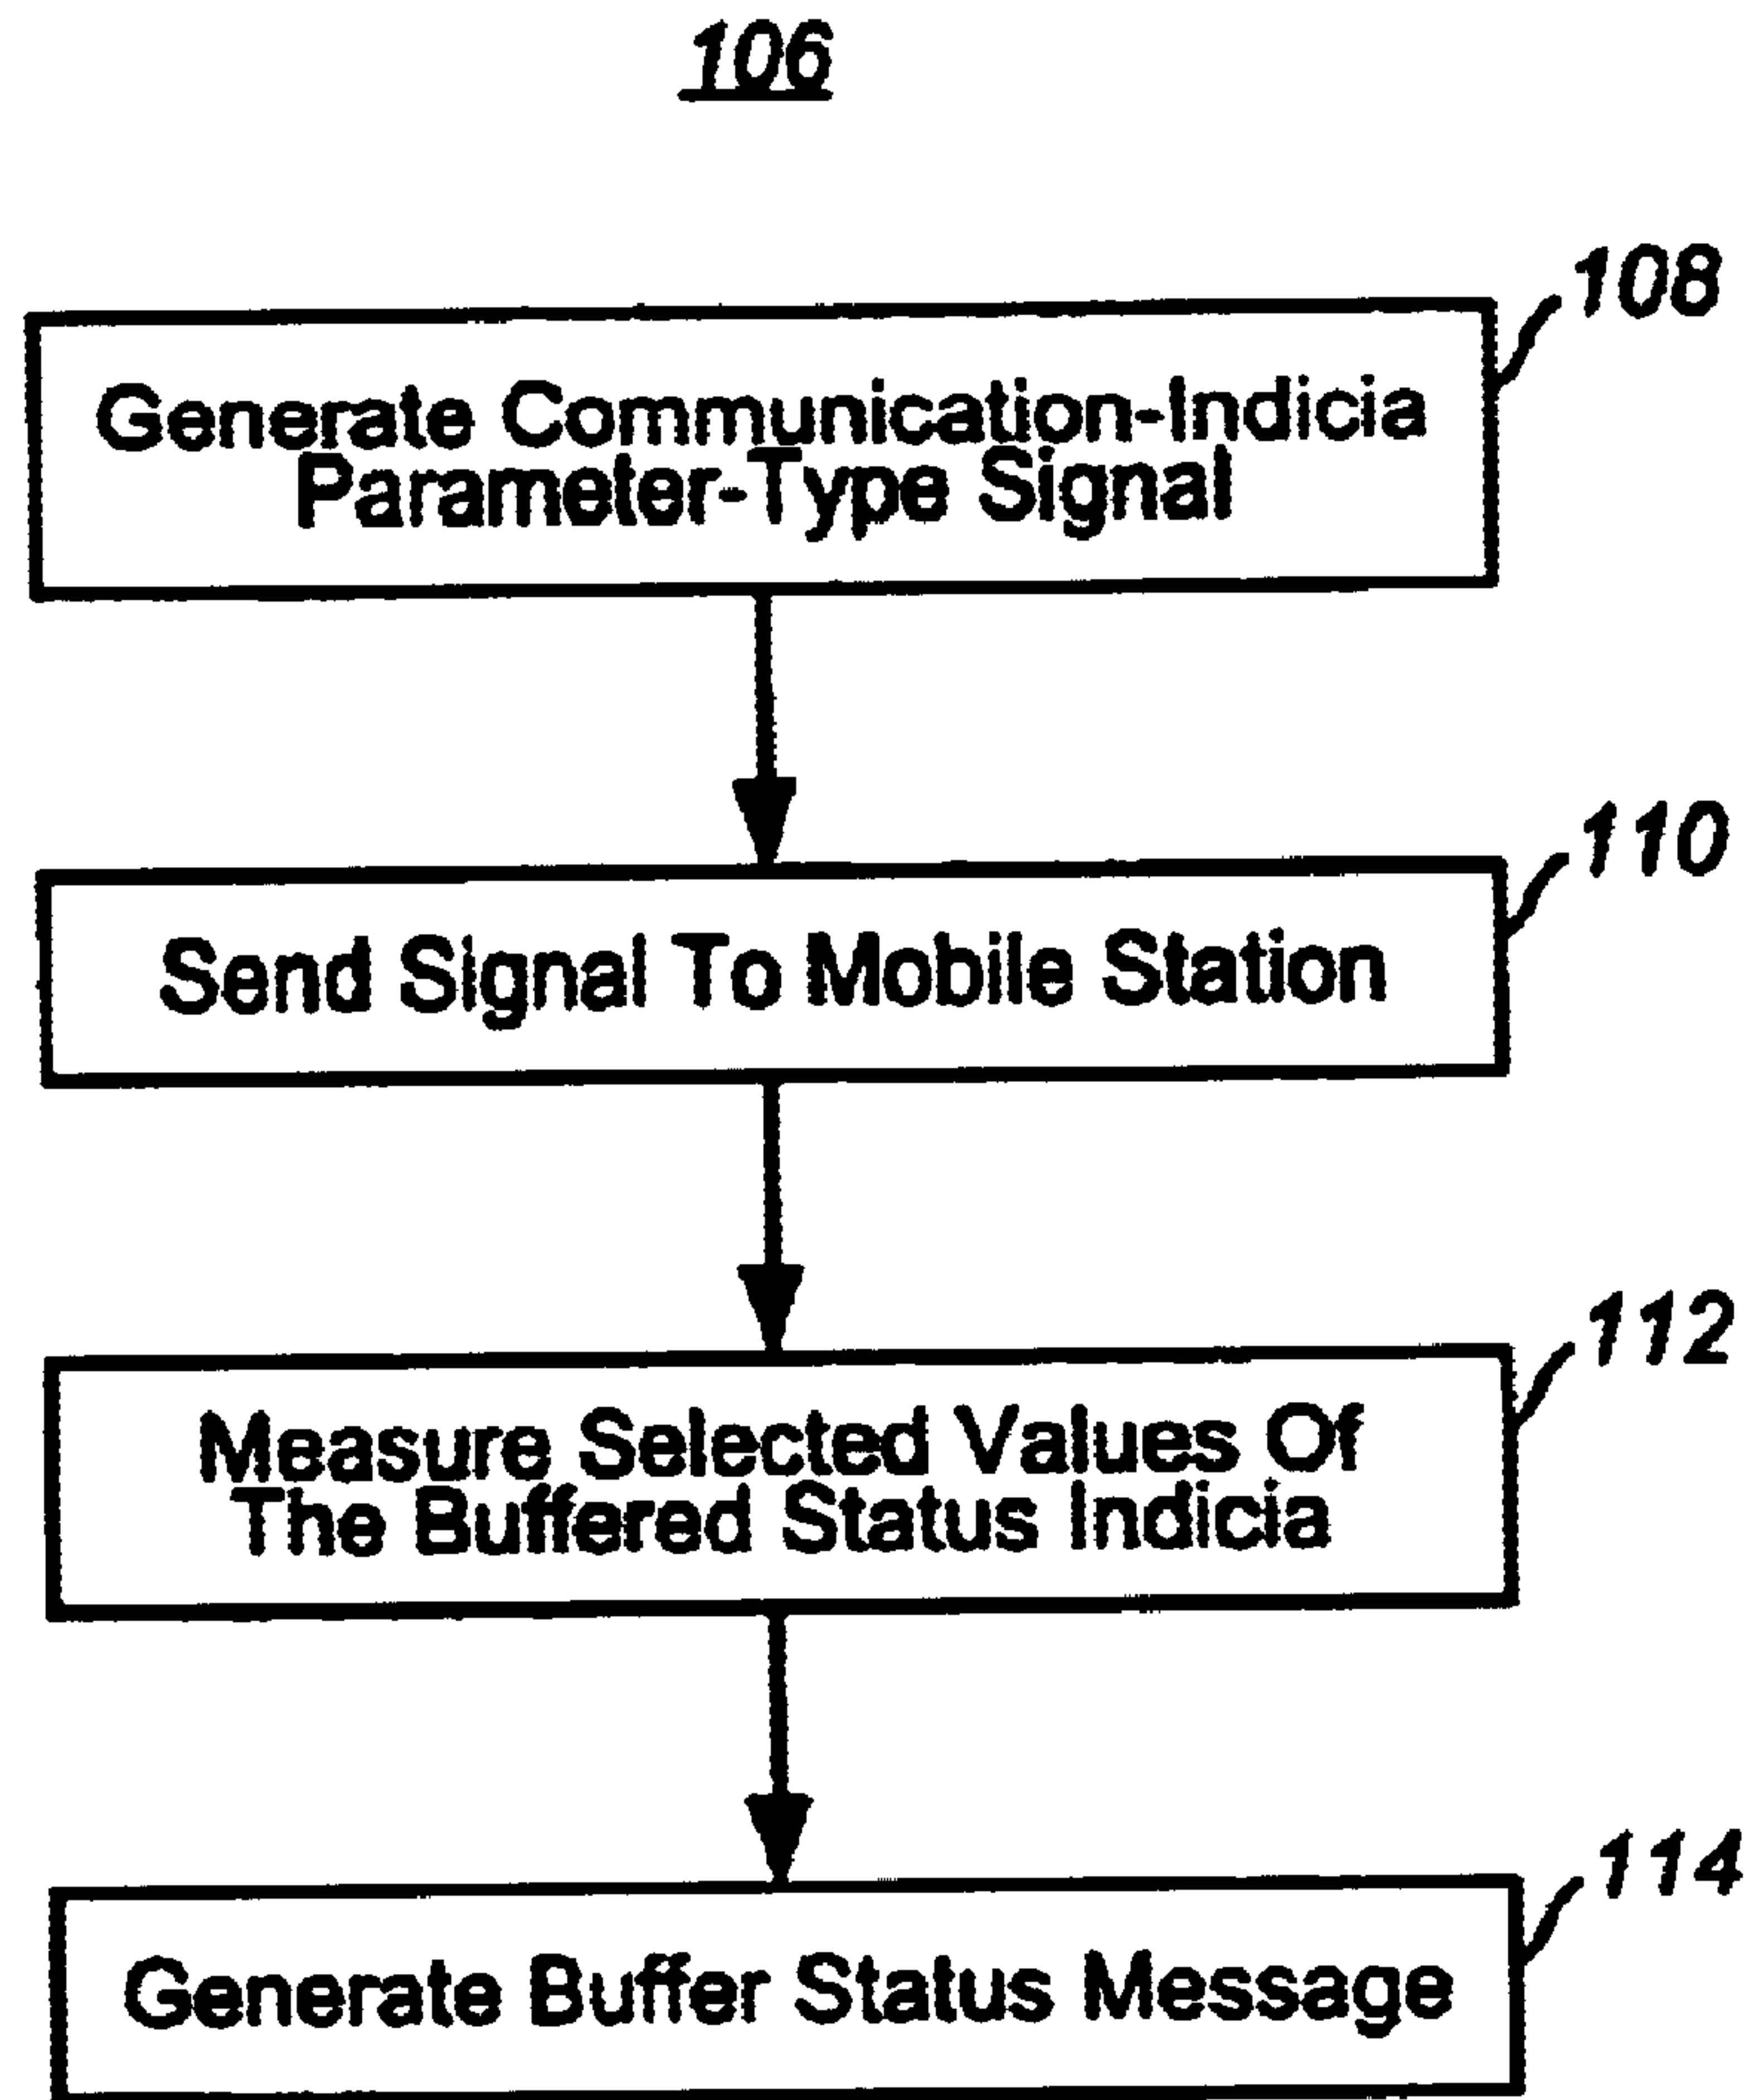 106
108
Generate Communication-Indicia
Parameter-Type Signal
110
Send Signal To Mobile Station
112
Measure Selected Values Of
The Buffered Status Indicia
114
Generate Buffer Status Message